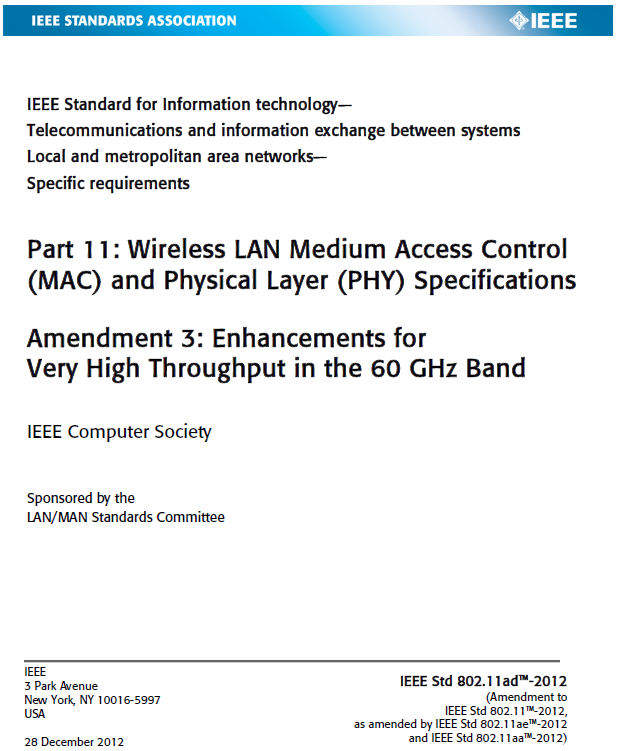 IEEE STANDARDS ASSOCIATION
IEEE
IEEE Standard for Information technology—
Telecommunications and information exchange between systems
Local and metropolitan area networks—
Specific requirements
Part 11: Wireless LAN Medium Access Control
(MAC) and Physical Layer (PHY) Specifications
Amendment 3: Enhancements for
Very High Throughput in the 60 GHz Band
IEEE Computer Society
Sponsored by the
LAN/MAN Standards Committee
IEEE
3 Park Avenue
New York, NY 10016-5997
USA
28 December 2012
IEEE Std 802.11ad™-2012
(Amendment to
IEEE Std 802.11™-2012,
as amended by IEEE Std 802.11ae™-2012
and IEEE Std 802.11aa™-2012)